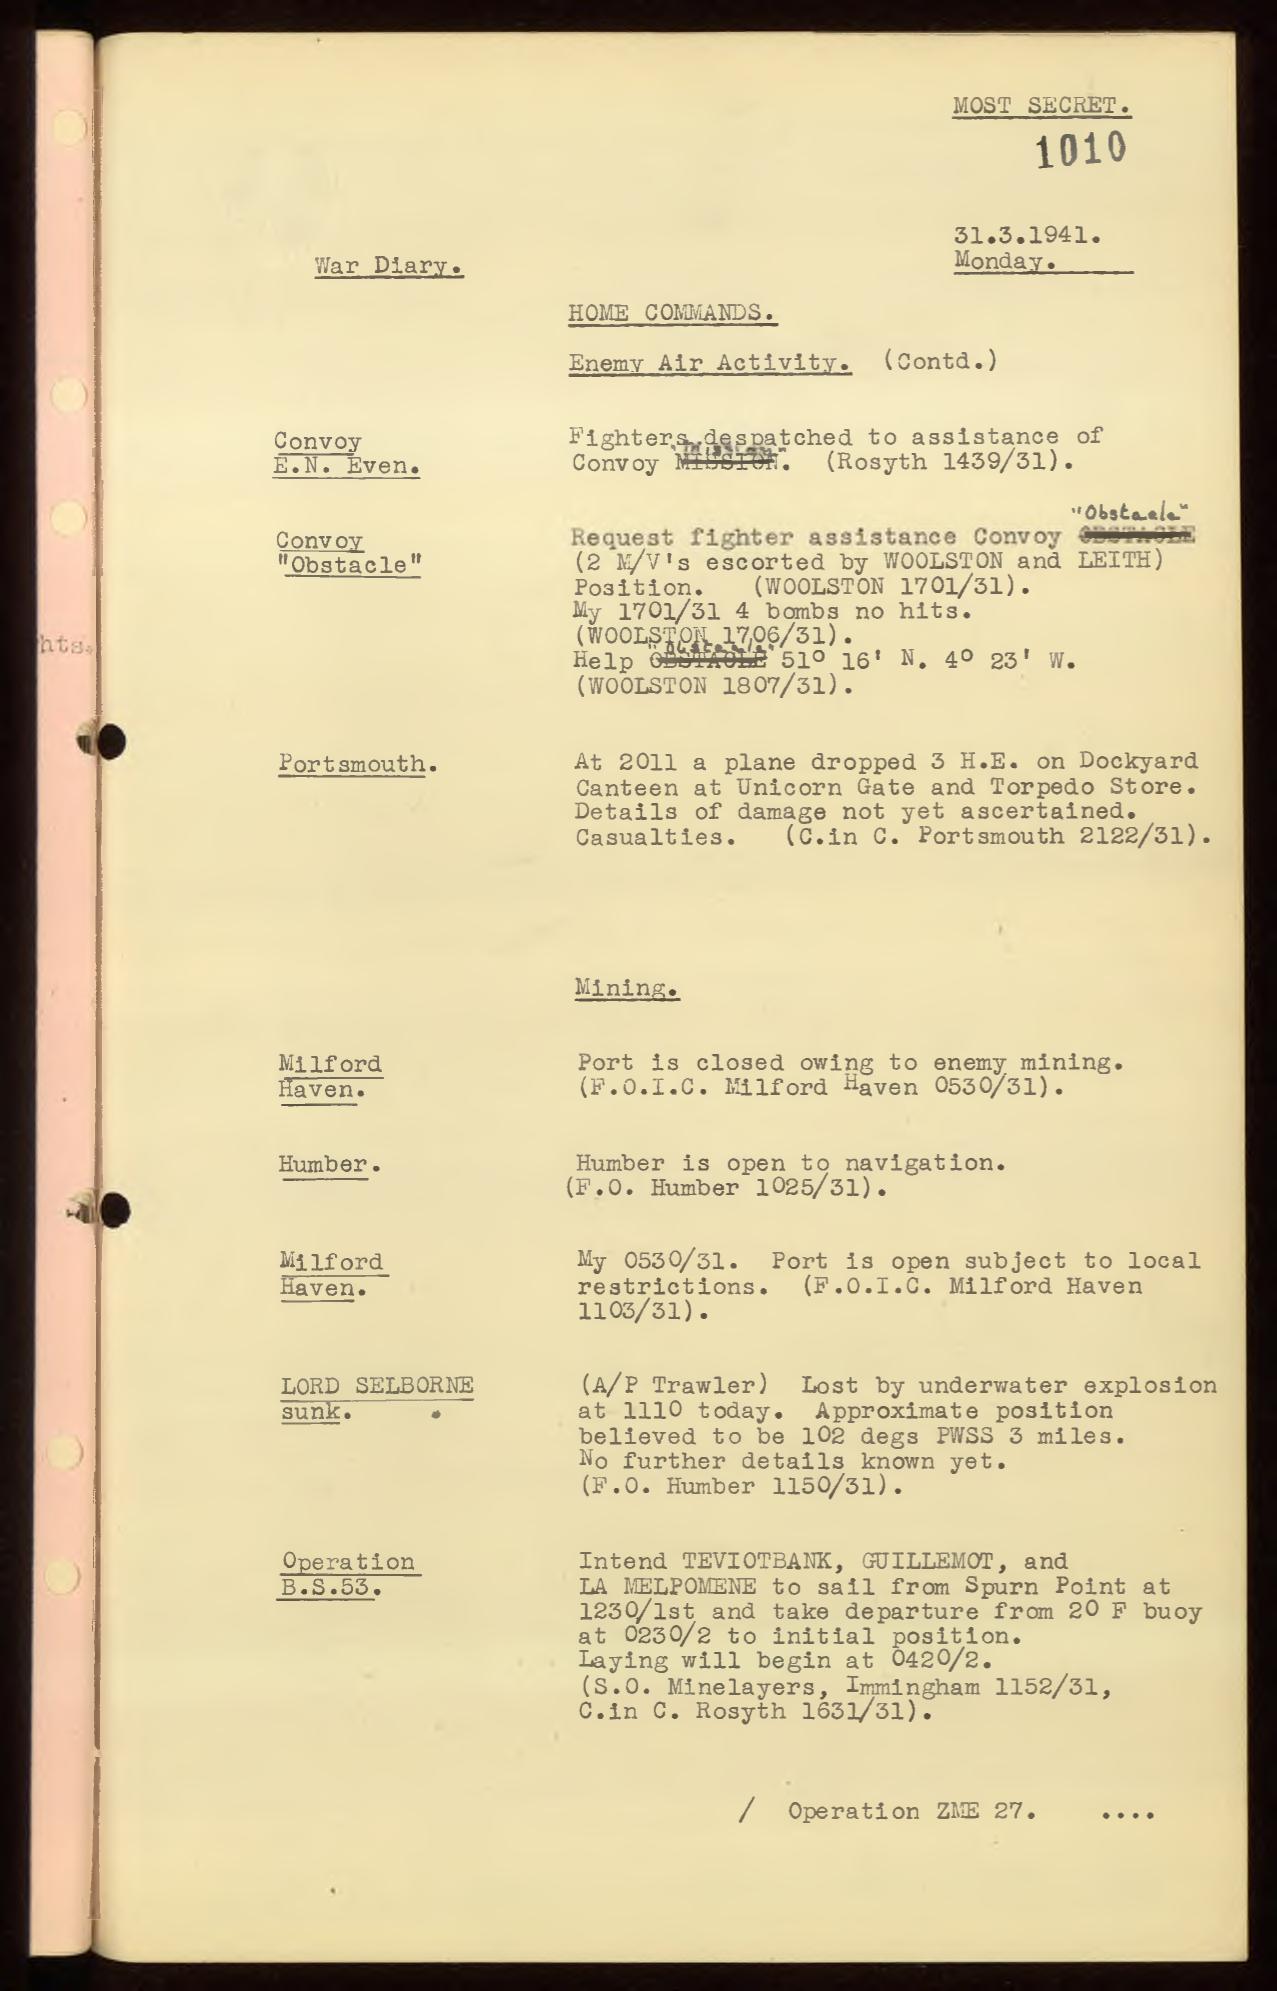 MOST SECRET.
1010
31.3.1941.
Monday.
War Diary.
HOME COMMANDS.
Enemy Air Activity. (Contd.)
Convoy
E.N. Even.
Fighters despatched to assistance of
"Mission"
Convoy MISSION. (Rosyth 1439/31).
Convoy
"Obstacle"
"Obstacle"
Request fighter assistance Convoy OBSTACLE
(2 M/V's escorted by WOOLSTON and LEITH)
Position. (WOOLSTON 1701/31).
My 1701/31 4 bombs no hits.
(WOOLSTON 1706/31).
"Obstacle"
Help OBSTACLE 51° 16' N. 4° 23' W.
(WOOLSTON 1807/31).
hts.
Portsmouth.
At 2011 a plane dropped 3 H.E. on Dockyard
Canteen at Unicorn Gate and Torpedo Store.
Details of damage not yet ascertained.
Casualties. (C.in C. Portsmouth 2122/31).
Mining.
Milford
Haven.
Port is closed owing to enemy mining.
(F.O.I.C. Milford Haven 0530/31).
Humber.
Humber is open to navigation.
(F.O. Humber 1025/31).
Milford
Haven.
My 0530/31. Port is open subject to local
restrictions. (F.O.I.C. Milford Haven
1103/31).
LORD SELBORNE
sunk.
(A/P Trawler) Lost by underwater explosion
at 1110 today. Approximate position
believed to be 102 degs PWSS 3 miles.
No further details known yet.
(F.O. Humber 1150/31).
Operation
B.S.53.
Intend TEVIOTBANK, GUILLEMOT, and
LA MELPOMENE to sail from Spurn Point at
1230/1st and take departure from 20 F buoy
at 0230/2 to initial position.
Laying will begin at 0420/2.
(S.O. Minelayers, Immingham 1152/31,
C.in C. Rosyth 1631/31).
/ Operation ZME 27. ....